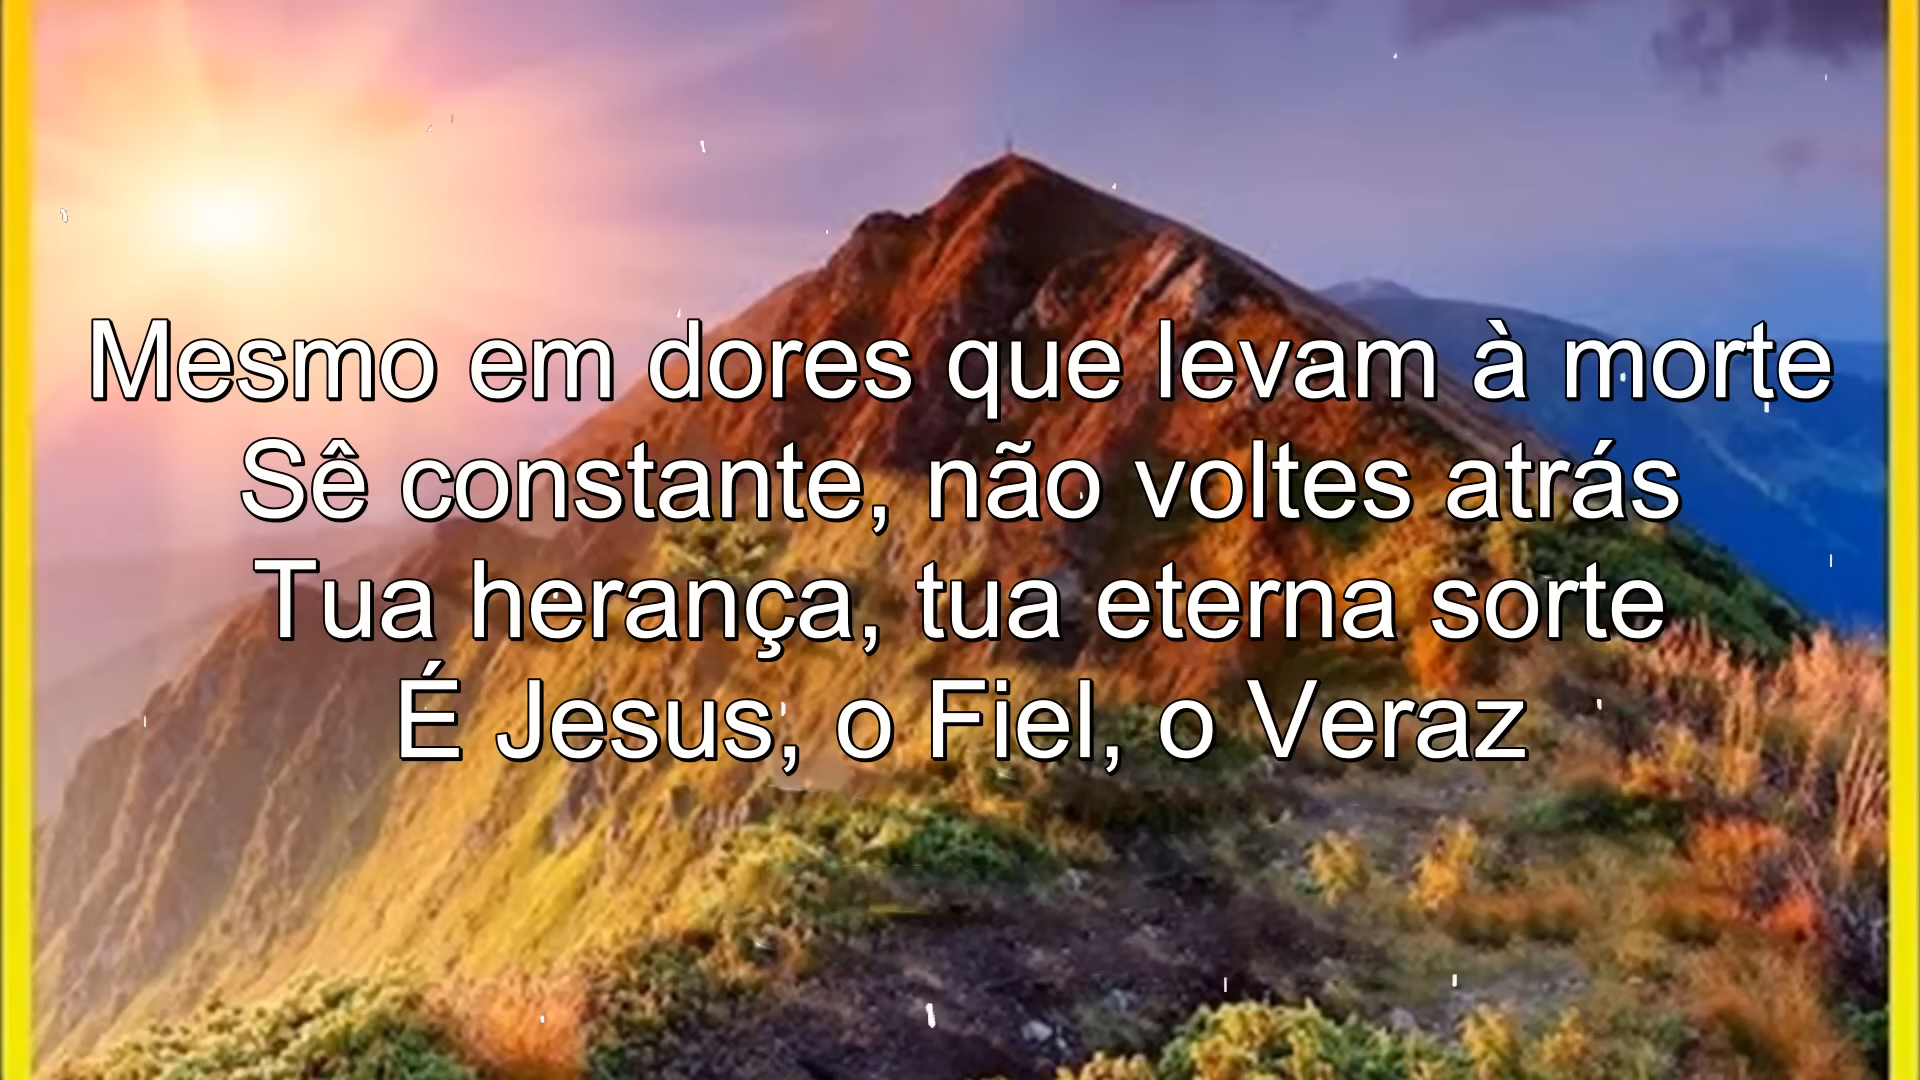 Mesmo em dores que levam à morte
Sê constante, não voltes atrás
Tua herança, tua eterna sorte
É Jesus, o Fiel, o Veraz